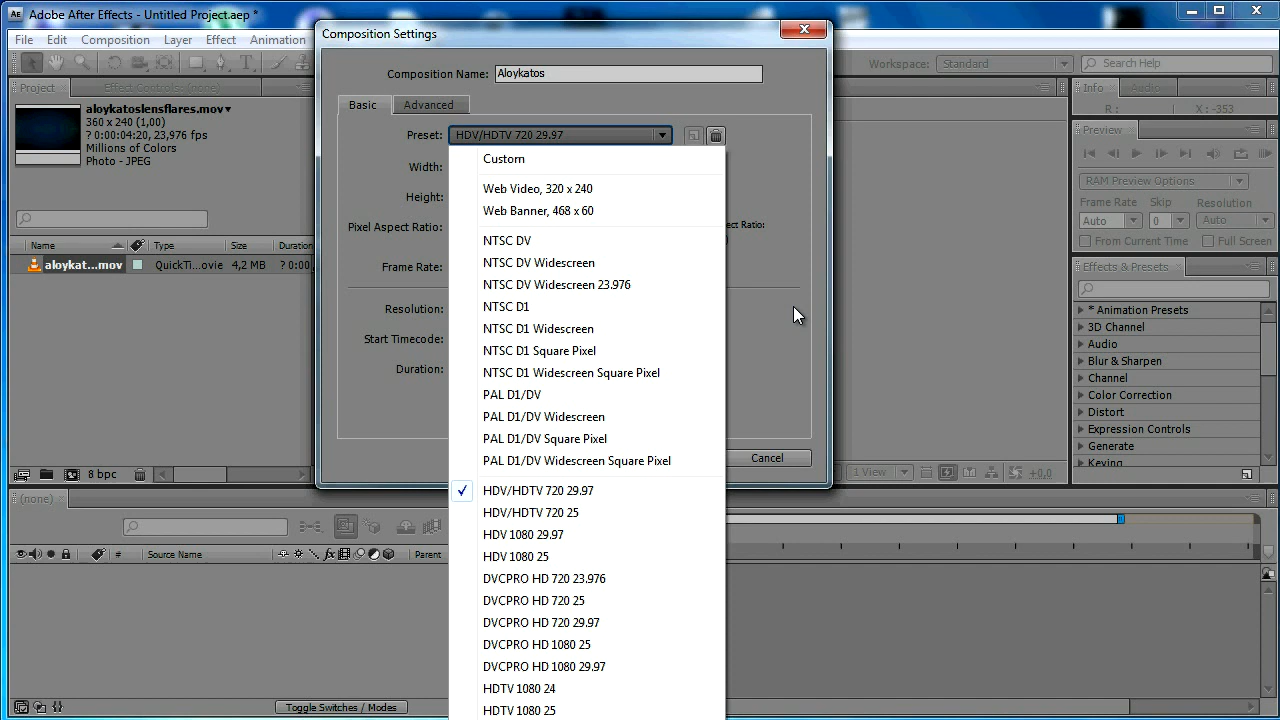 Adobe After Effects - Untitled Project.aep *
File Edit Composition Layer Effect Animation
Workspace: Standard Search Help
Composition Settings
Composition Name: Aloykatos
Basic Advanced
Preset: HDV/HDTV 720 29.97
Width:
Height:
Pixel Aspect Ratio:
Frame Rate:
Resolution:
Start Timecode:
Duration:
Cancel
Custom
Web Video, 320 x 240
Web Banner, 468 x 60
NTSC DV
NTSC DV Widescreen
NTSC DV Widescreen 23.976
NTSC D1
NTSC D1 Widescreen
NTSC D1 Square Pixel
NTSC D1 Widescreen Square Pixel
PAL D1/DV
PAL D1/DV Widescreen
PAL D1/DV Square Pixel
PAL D1/DV Widescreen Square Pixel
HDV/HDTV 720 29.97
HDV/HDTV 720 25
HDV 1080 29.97
HDV 1080 25
DVCPRO HD 720 23.976
DVCPRO HD 720 25
DVCPRO HD 720 29.97
DVCPRO HD 1080 25
DVCPRO HD 1080 29.97
HDTV 1080 24
HDTV 1080 25
Project Effect Controls: (none)
aloykatoslensflares.mov
360 x 240 (1,00)
? 0:00:04:20, 23,976 fps
Millions of Colors
Photo - JPEG
Name Type Size Duration
aloykat...mov QuickTi...ovie 4,2 MB ? 0:00
8 bpc
Info Audio
R : X : -353
Preview
RAM Preview Options
Frame Rate Skip Resolution
Auto 0 Auto
From Current Time Full Screen
Effects & Presets
* Animation Presets
3D Channel
Audio
Blur & Sharpen
Channel
Color Correction
Distort
Expression Controls
Generate
Keying
1 View +0,0
(none)
# Source Name fx Parent
Toggle Switches / Modes